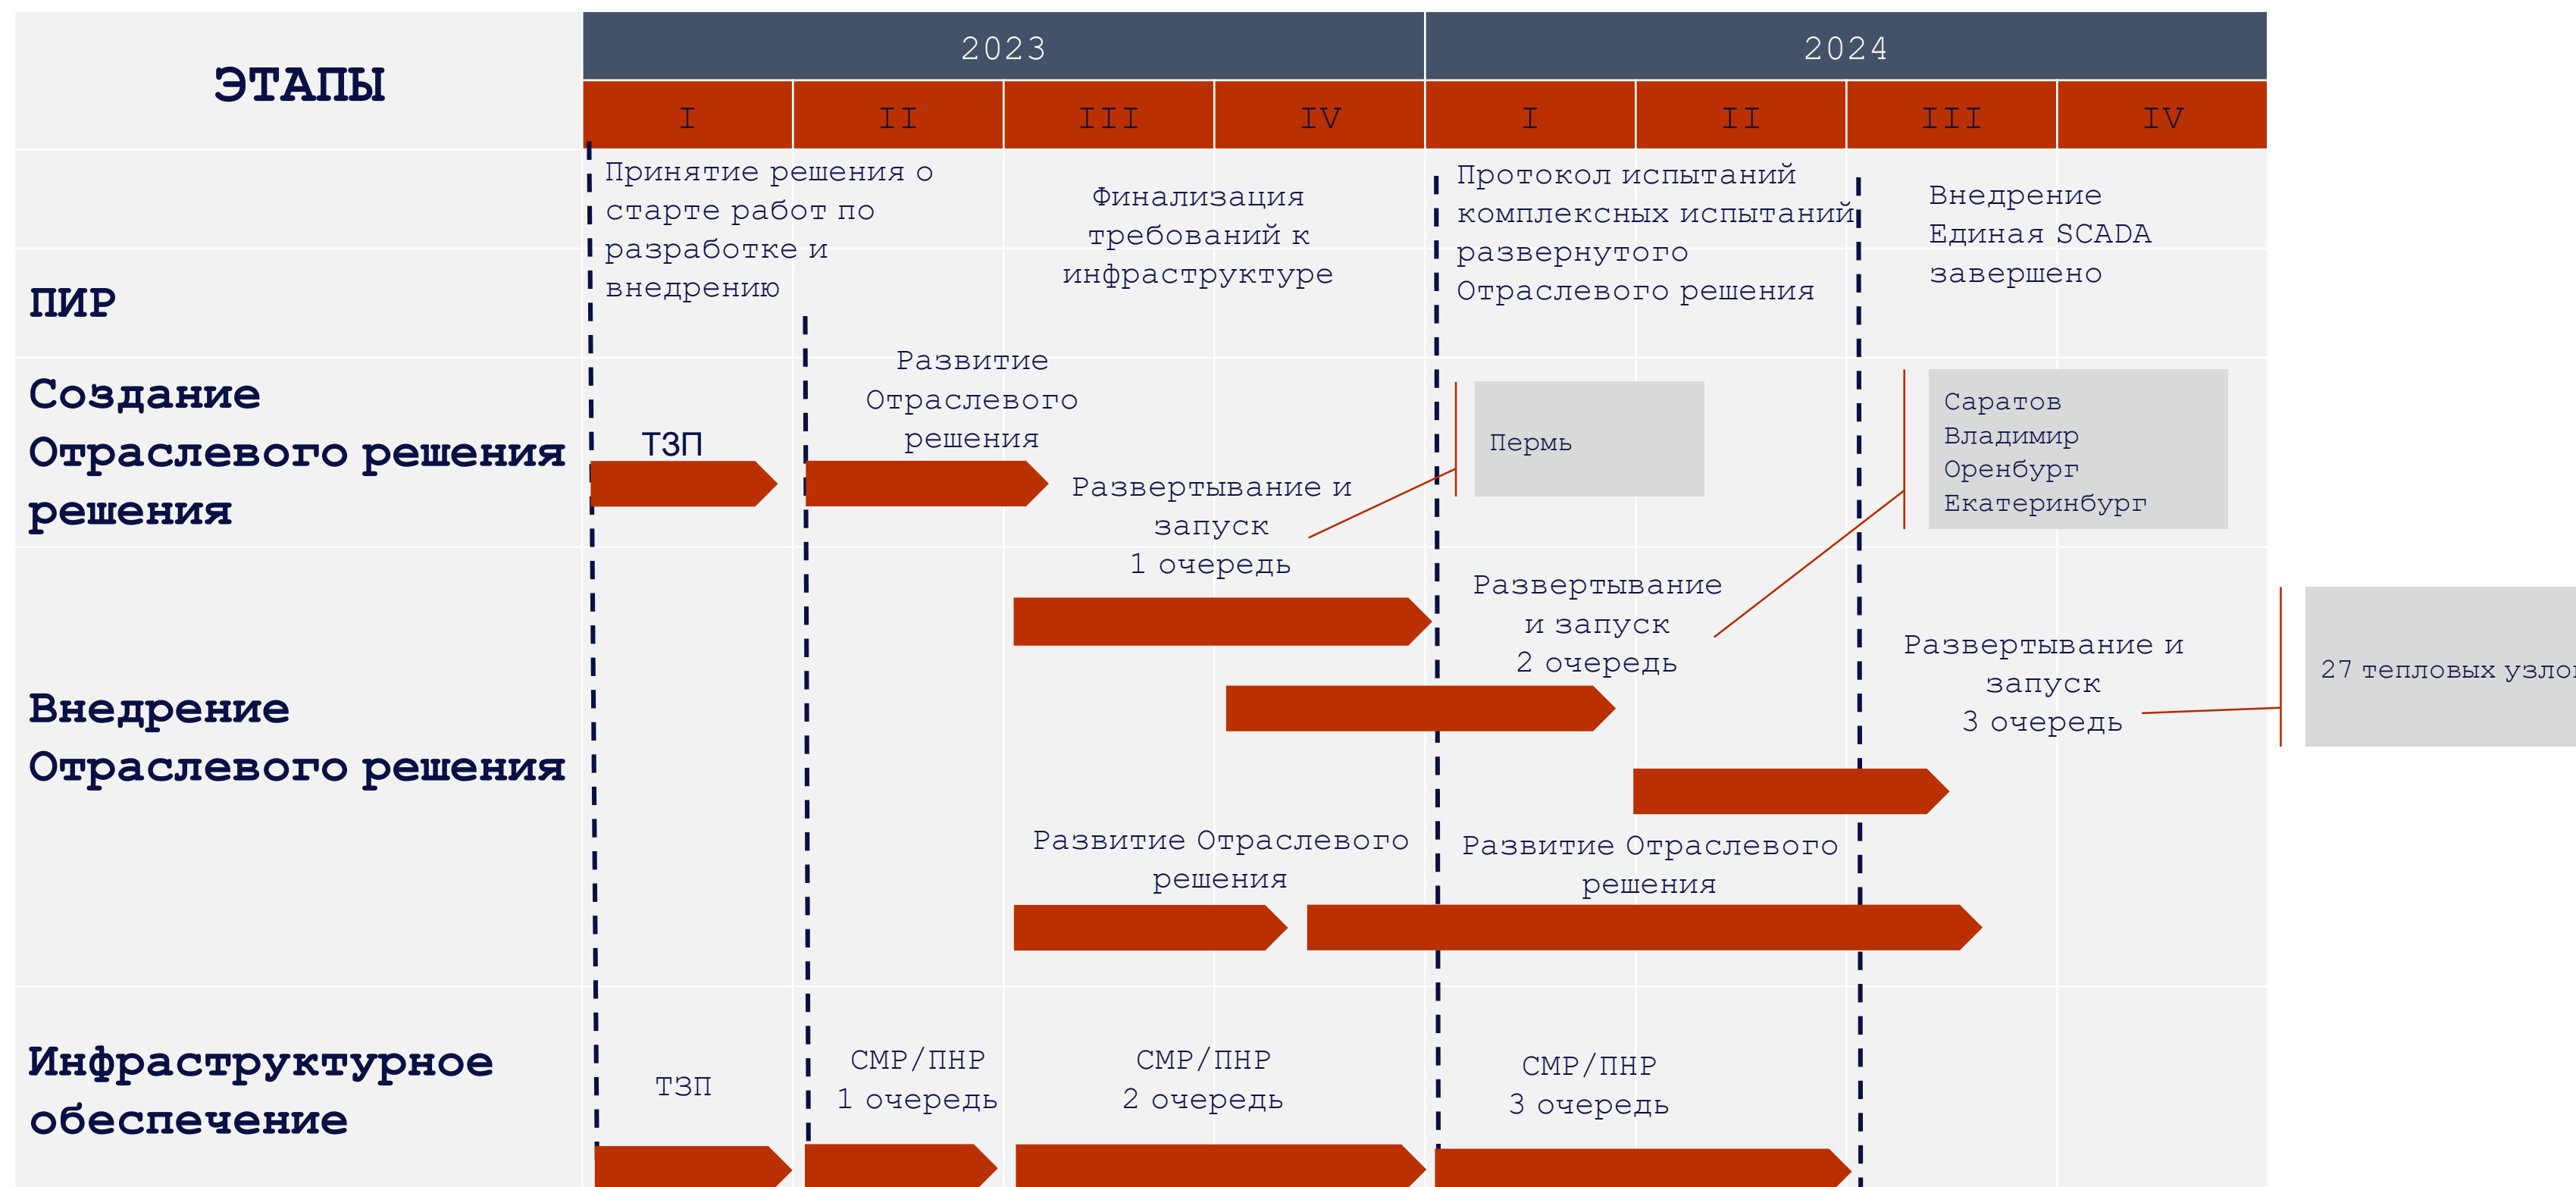 ЭТАПЫ
2023
2024
I
II
III
IV
I
II
III
IV
Принятие решения о
старте работ по
разработке и
внедрению
Финализация
требований к
инфраструктуре
Протокол испытаний
комплексных испытаний
развернутого
Отраслевого решения
Внедрение
Единая SCADA
завершено
ПИР
Создание
Отраслевого решения
решения
ТЗП
Развитие
Отраслевого
решения
Развертывание и
запуск
1 очередь
Пермь
Саратов
Владимир
Оренбург
Екатеринбург
Внедрение
Отраслевого решения
Развертывание
и запуск
2 очередь
Развертывание и
запуск
3 очередь
27 тепловых
Развитие Отраслевого
решения
Развитие Отраслевого
решения
Инфраструктурное
обеспечение
ТЗП
СМР/ПНР
1 очередь
СМР/ПНР
2 очередь
СМР/ПНР
3 очередь